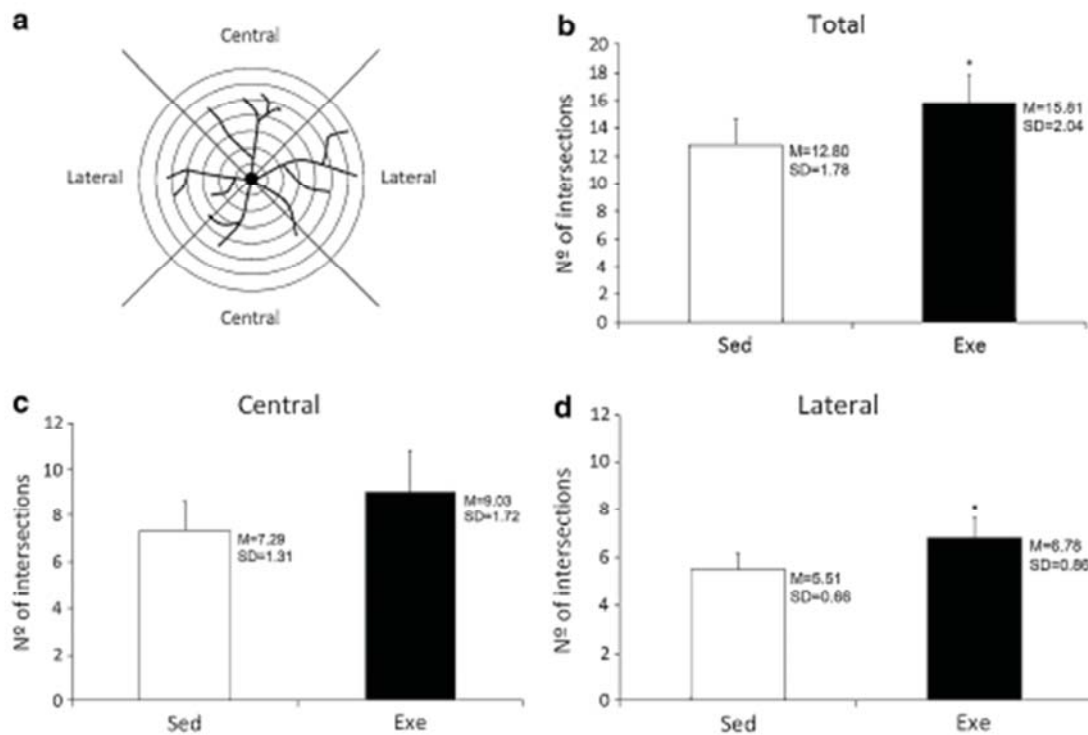 a
Central
Lateral
Lateral
Central
b
Total
Nº of intersections
20
18
16
14
12
10
8
6
4
2
0
*
M=12.80
SD=1.78
M=15.81
SD=2.04
Sed
Exe
c
Central
Nº of intersections
12
10
8
6
4
2
0
M=7.29
SD=1.31
M=9.03
SD=1.72
Sed
Exe
d
Lateral
Nº of intersections
12
10
8
6
4
2
0
*
M=5.51
SD=0.66
M=6.78
SD=0.86
Sed
Exe